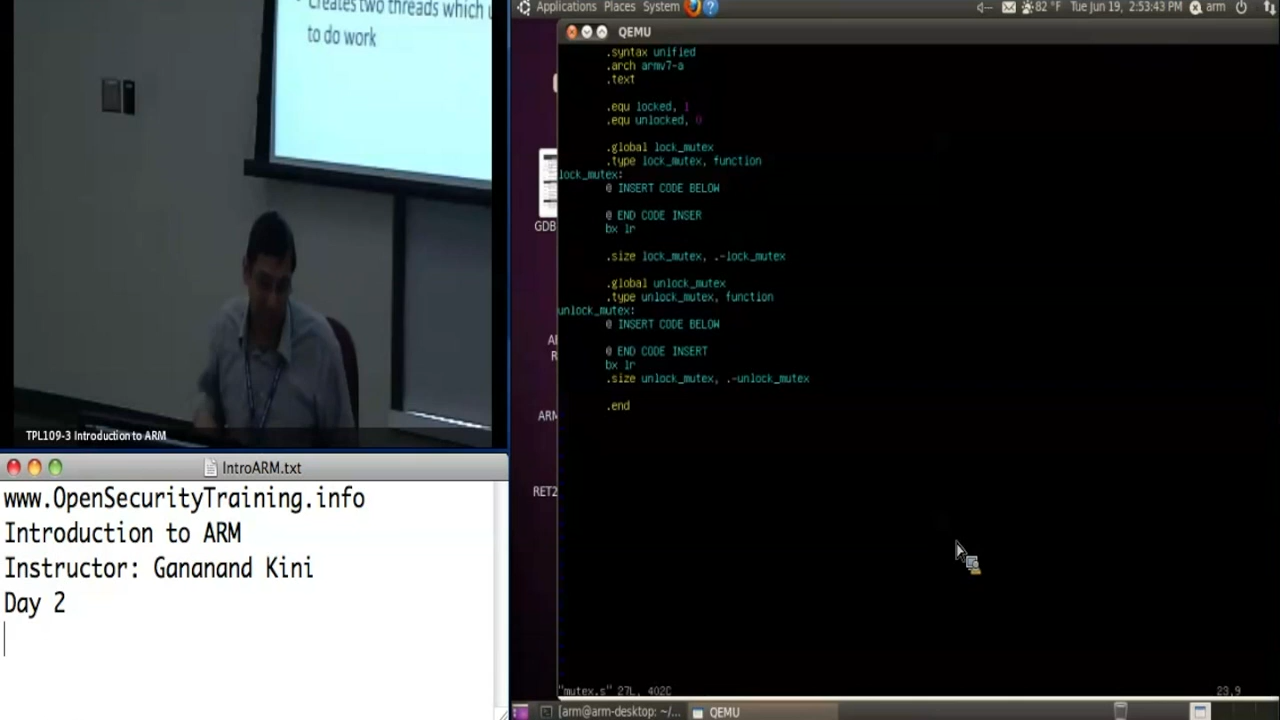 Creates two threads which u
to do work
TPL109-3 Introduction to ARM
IntroARM.txt
www.OpenSecurityTraining.info
Introduction to ARM
Instructor: Gananand Kini
Day 2
Applications Places System
82 °F Tue Jun 19, 2:53:43 PM arm
QEMU
.syntax unified
.arch armv7-a
.text
.equ locked, 1
.equ unlocked, 0
.global lock_mutex
.type lock_mutex, function
lock_mutex:
@ INSERT CODE BELOW
@ END CODE INSER
bx lr
.size lock_mutex, .-lock_mutex
.global unlock_mutex
.type unlock_mutex, function
unlock_mutex:
@ INSERT CODE BELOW
@ END CODE INSERT
bx lr
.size unlock_mutex, .-unlock_mutex
.end
"mutex.s" 27L, 402C 23,9
GDB
ARM
RET2
[arm@arm-desktop: ~/... QEMU